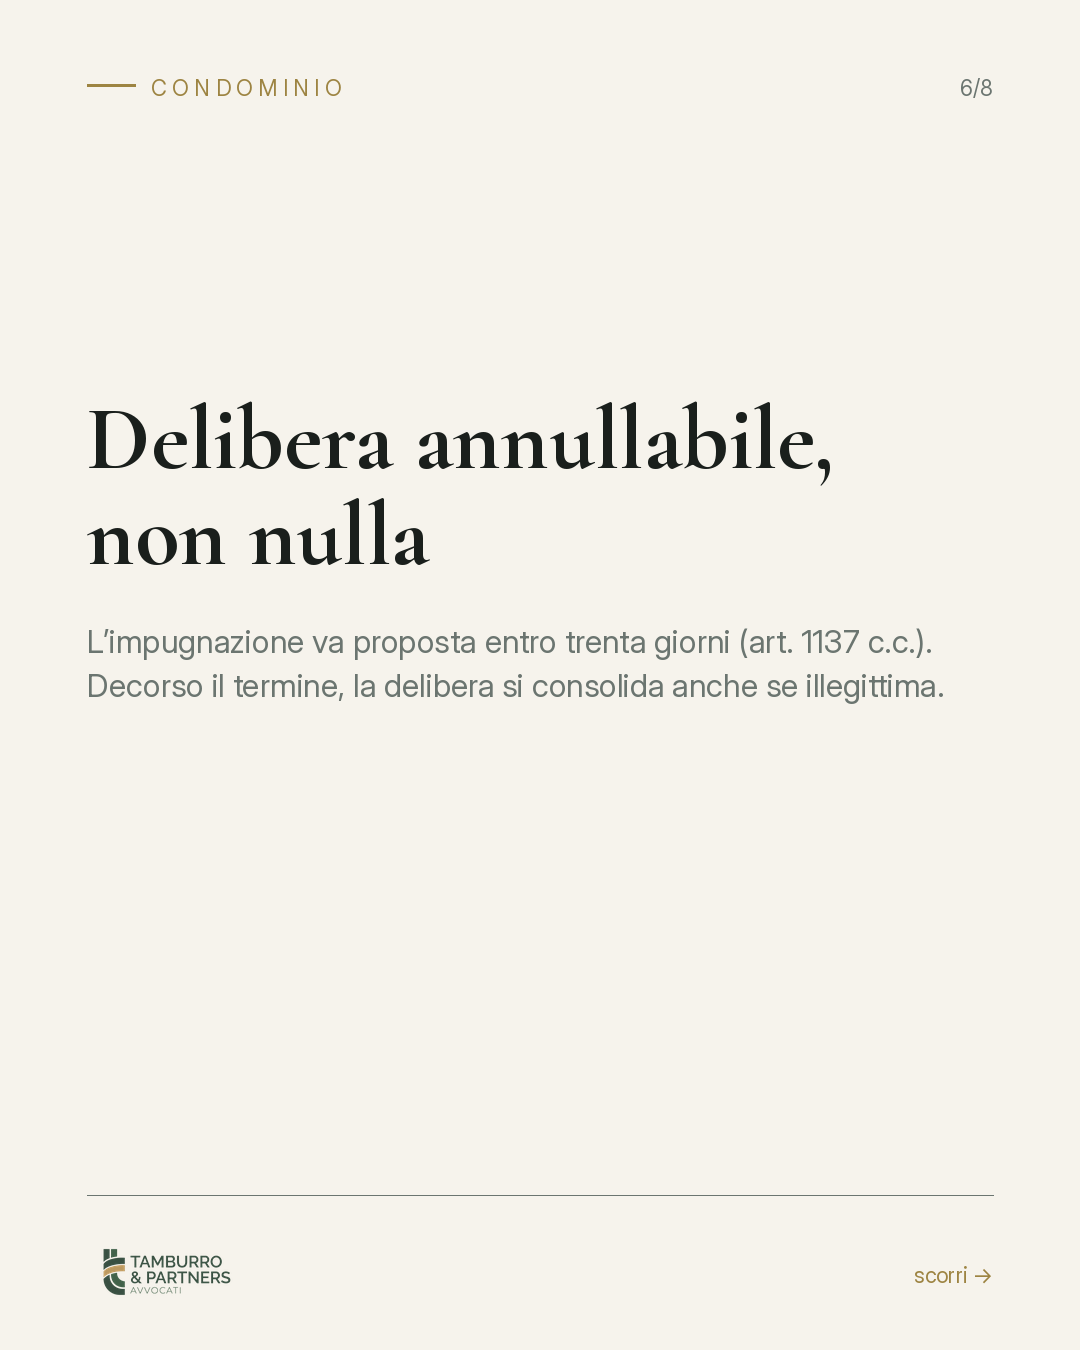 CONDOMINIO
6/8
Delibera annullabile,
non nulla
L’impugnazione va proposta entro trenta giorni (art. 1137 c.c.).
Decorso il termine, la delibera si consolida anche se illegittima.
TAMBURRO
& PARTNERS
AVVOCATI
scorri →